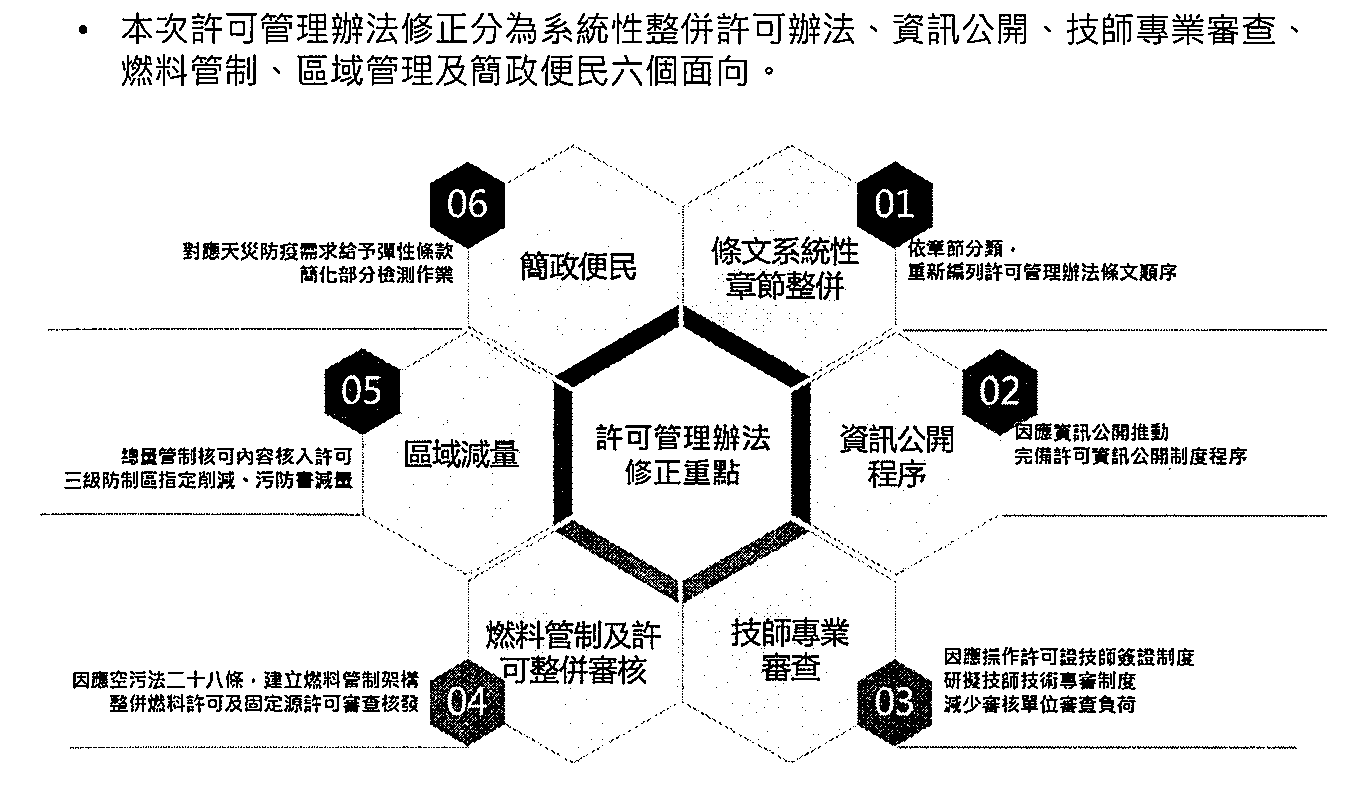 • 本次許可管理辦法修正分為系統性整併許可辦法、資訊公開、技師專業審查、
燃料管制、區域管理及簡政便民六個面向。
06
對應天災防疫需求給予彈性條款
簡化部分檢測作業
簡政便民
01
條文系統性
章節整併
依章節分類，
重新編列許可管理辦法條文順序
05
總量管制核可內容核入許可
三級防制區指定削減、污防書減量
區域減量
許可管理辦法
修正重點
02
資訊公開
程序
因應資訊公開推動
完備許可資訊公開制度程序
04
因應空污法二十八條，建立燃料管制架構
整併燃料許可及固定源許可審查核發
燃料管制及許
可整併審核
技師專業
審查
03
因應操作許可證技師簽證制度
研擬技師技術專審制度
減少審核單位審查負荷